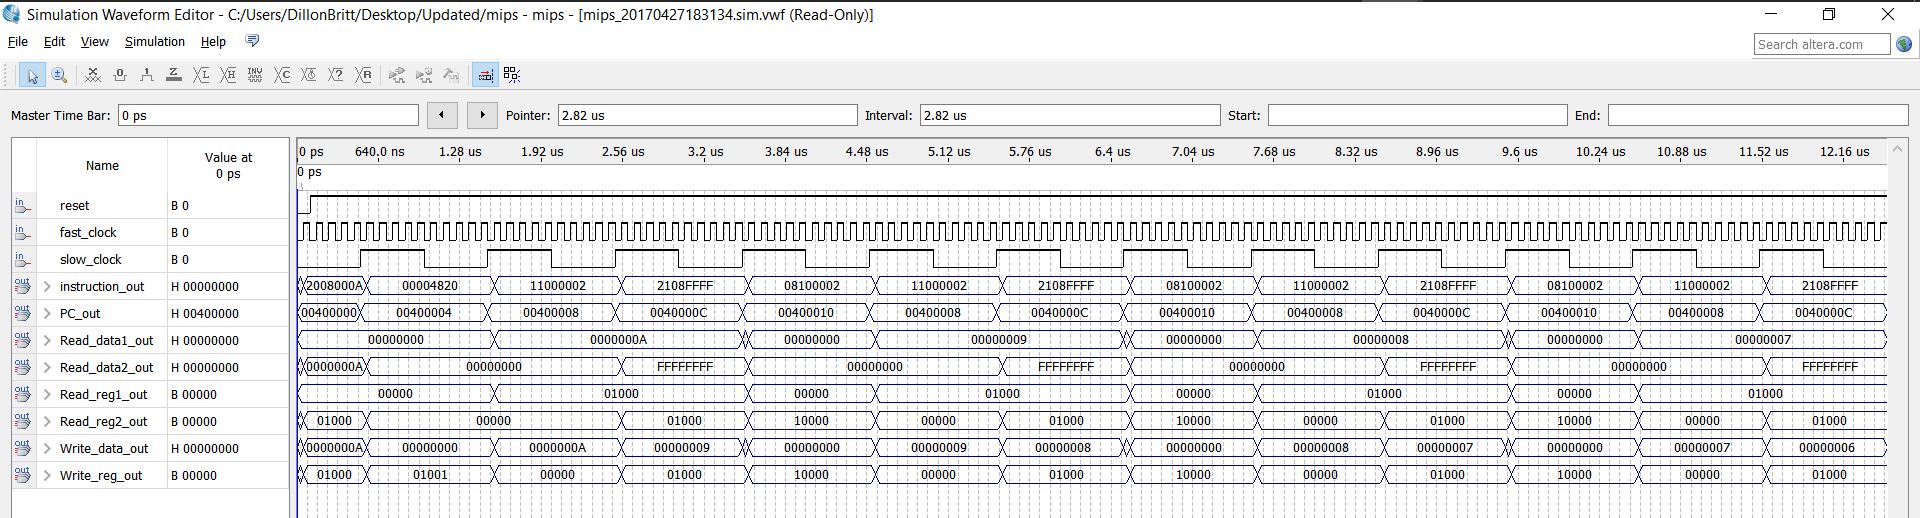 Simulation Waveform Editor - C:/Users/DillonBritt/Desktop/Updated/mips - mips - [mips_20170427183134.sim.vwf (Read-Only)]
File Edit View Simulation Help
Search altera.com
Master Time Bar: 0 ps Pointer: 2.82 us Interval: 2.82 us Start: End:
Name Value at 0 ps
0 ps 640.0 ns 1.28 us 1.92 us 2.56 us 3.2 us 3.84 us 4.48 us 5.12 us 5.76 us 6.4 us 7.04 us 7.68 us 8.32 us 8.96 us 9.6 us 10.24 us 10.88 us 11.52 us 12.16 us
0 ps
in reset B 0
in fast_clock B 0
in slow_clock B 0
out instruction_out H 00000000 2008000A 00004820 11000002 2108FFFF 08100002 11000002 2108FFFF 08100002 11000002 2108FFFF 08100002 11000002 2108FFFF
out PC_out H 00400000 00400000 00400004 00400008 0040000C 00400010 00400008 0040000C 00400010 00400008 0040000C 00400010 00400008 0040000C
out Read_data1_out H 00000000 00000000 0000000A 00000000 00000009 00000000 00000008 00000000 00000007
out Read_data2_out H 00000000 0000000A 00000000 FFFFFFFF 00000000 FFFFFFFF 00000000 FFFFFFFF 00000000 FFFFFFFF
out Read_reg1_out B 00000 00000 01000 00000 01000 00000 01000 00000 01000
out Read_reg2_out B 00000 01000 00000 01000 10000 00000 01000 10000 00000 01000 10000 00000 01000
out Write_data_out H 00000000 0000000A 00000000 0000000A 00000009 00000000 00000009 00000008 00000000 00000008 00000007 00000000 00000007 00000006
out Write_reg_out B 00000 01000 01001 00000 01000 10000 00000 01000 10000 00000 01000 10000 00000 01000